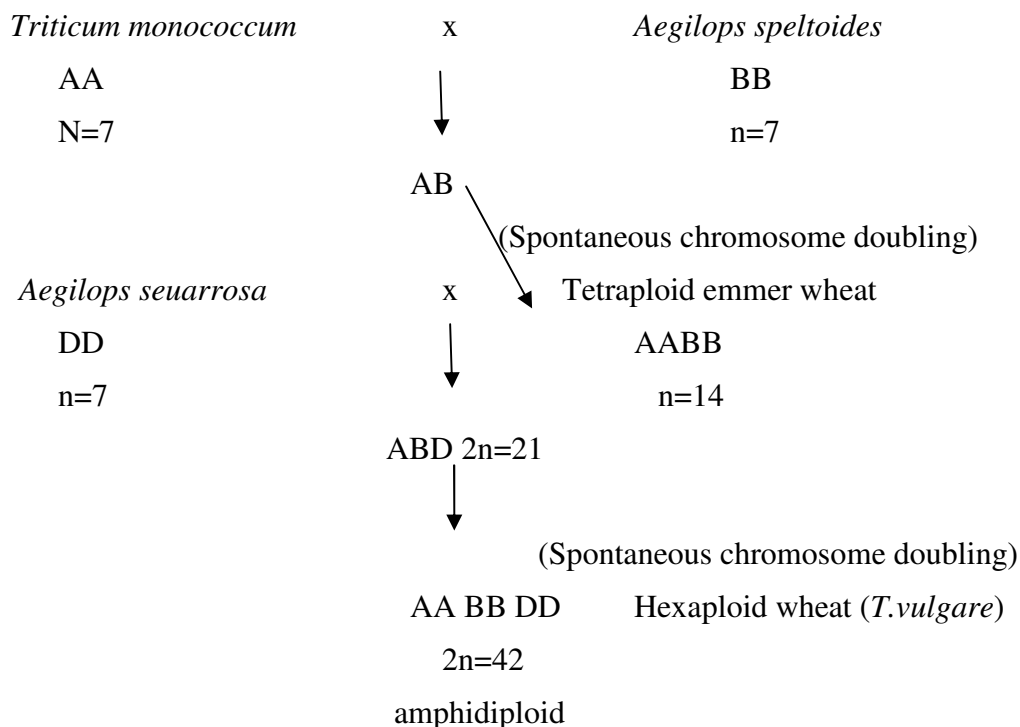 Triticum monococcum x Aegilops speltoides
AA BB
N=7 n=7
AB
(Spontaneous chromosome doubling)
Aegilops seuarrosa x Tetraploid emmer wheat
DD AABB
n=7 n=14
ABD 2n=21
(Spontaneous chromosome doubling)
AA BB DD Hexaploid wheat (T.vulgare)
2n=42
amphidiploid